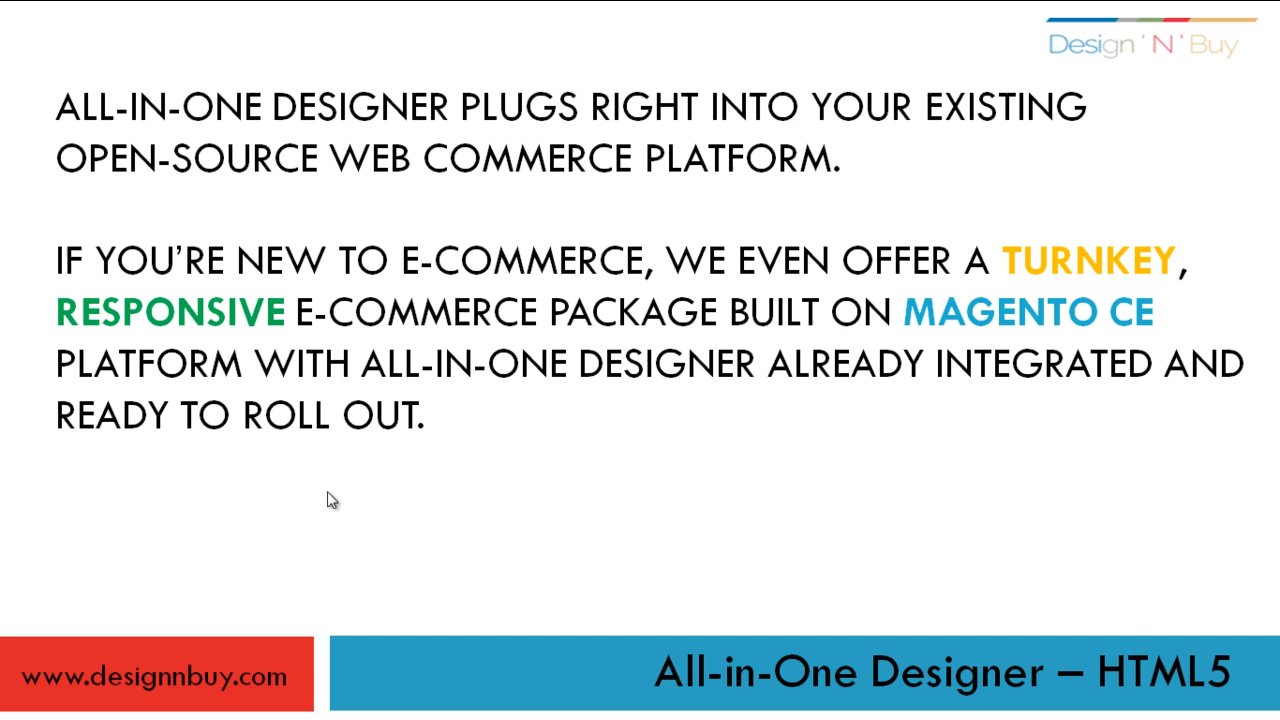 Design 'N' Buy
ALL-IN-ONE DESIGNER PLUGS RIGHT INTO YOUR EXISTING
OPEN-SOURCE WEB COMMERCE PLATFORM.
IF YOU’RE NEW TO E-COMMERCE, WE EVEN OFFER A TURNKEY,
RESPONSIVE E-COMMERCE PACKAGE BUILT ON MAGENTO CE
PLATFORM WITH ALL-IN-ONE DESIGNER ALREADY INTEGRATED AND
READY TO ROLL OUT.
www.designnbuy.com
All-in-One Designer – HTML5